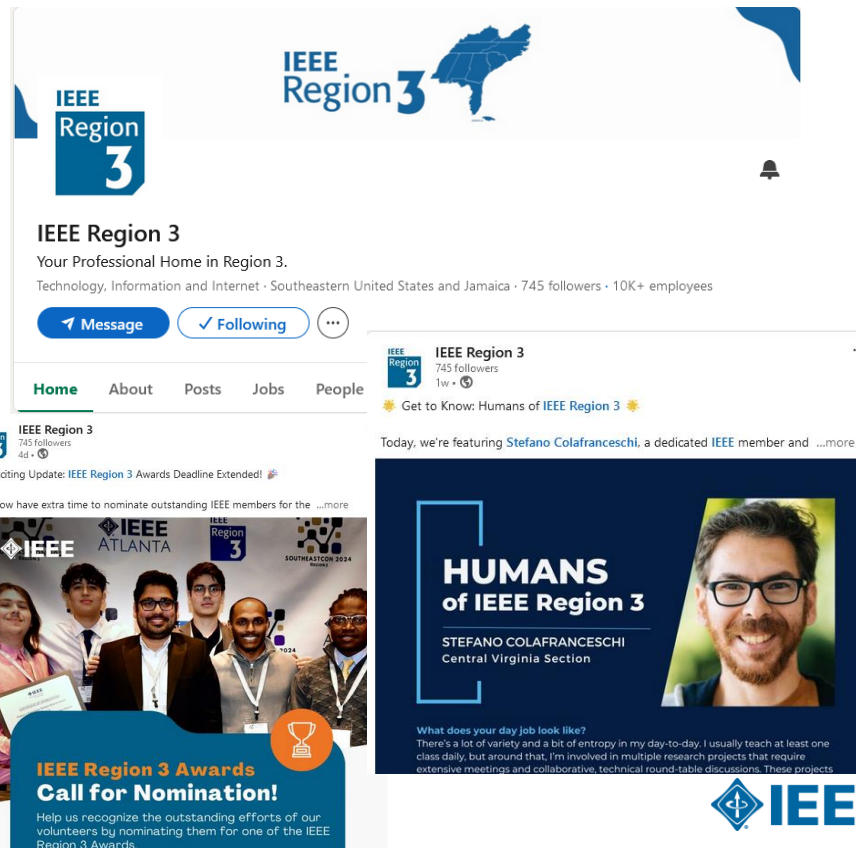 IEEE
Region 3
IEEE
Region
3
IEEE Region 3
Your Professional Home in Region 3.
Technology, Information and Internet · Southeastern United States and Jamaica · 745 followers · 10K+ employees
Message
Following
Home About Posts Jobs People
IEEE Region 3
745 followers
4d
citing Update: IEEE Region 3 Awards Deadline Extended!
ow have extra time to nominate outstanding IEEE members for the ...more
IEEE
IEEE
ATLANTA
IEEE
Region
3
SOUTHEASTCON 2024
2024
IEEE Region 3 Awards
Call for Nomination!
Help us recognize the outstanding efforts of our
volunteers by nominating them for one of the IEEE
Region 3 Awards.
IEEE
Region
3
IEEE Region 3
745 followers
1w
Get to Know: Humans of IEEE Region 3
Today, we're featuring Stefano Colafranceschi, a dedicated IEEE member and ...more
HUMANS
of IEEE Region 3
STEFANO COLAFRANCESCHI
Central Virginia Section
What does your day job look like?
There's a lot of variety and a bit of entropy in my day-to-day. I usually teach at least one
class daily, but around that, I'm involved in multiple research projects that require
extensive meetings and collaborative, technical round-table discussions. These projects
IEE